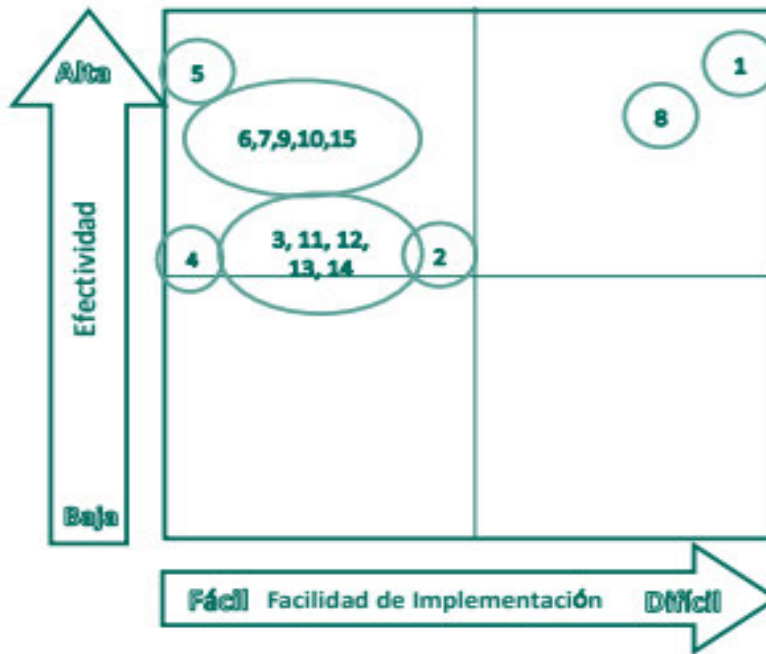 Alta
5
1
8
6,7,9,10,15
3, 11, 12,
13, 14
4
2
Efectividad
Baja
Fácil Facilidad de Implementación Difícil